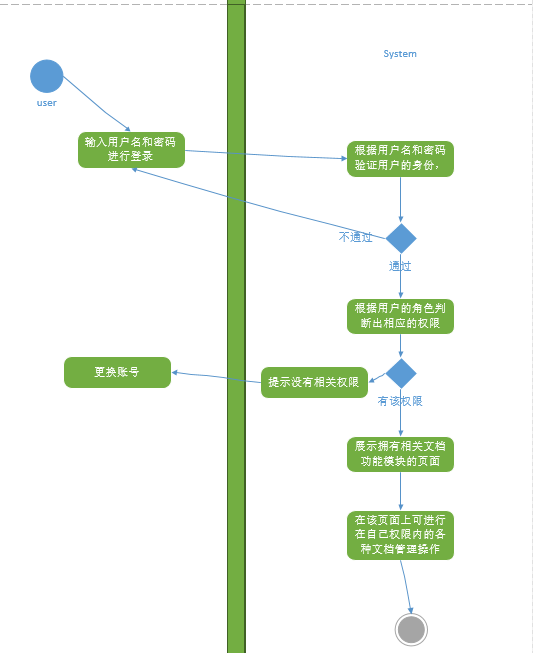 System
user
输入用户名和密码
进行登录
根据用户名和密码
验证用户的身份，
不通过
通过
根据用户的角色判
断出相应的权限
更换账号
提示没有相关权限
有该权限
展示拥有相关文档
功能模块的页面
在该页面上可进行
在自己权限内的各
种文档管理操作